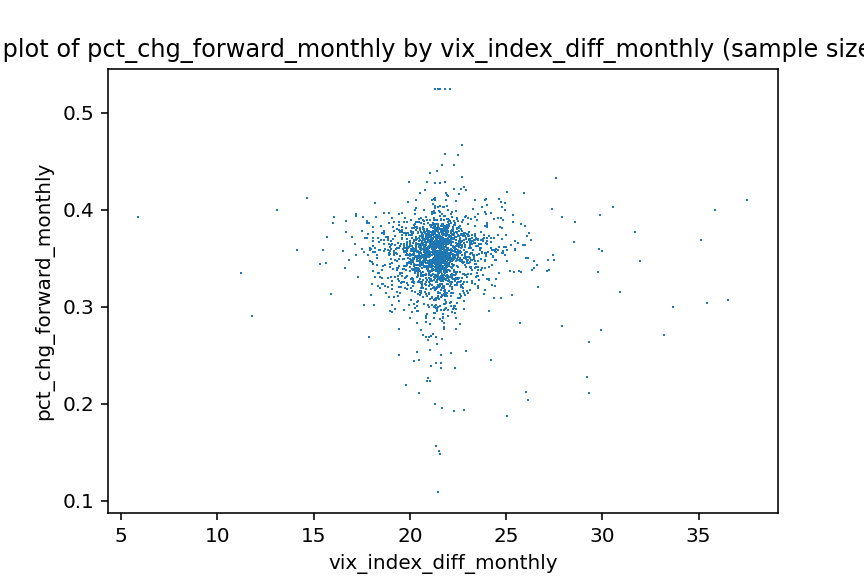 plot of pct_chg_forward_monthly by vix_index_diff_monthly (sample size
pct_chg_forward_monthly
0.5
0.4
0.3
0.2
0.1
5 10 15 20 25 30 35
vix_index_diff_monthly